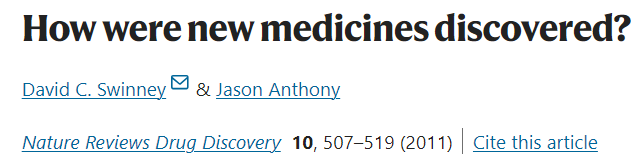 How were new medicines discovered?
David C. Swinney & Jason Anthony
Nature Reviews Drug Discovery 10, 507–519 (2011) | Cite this article